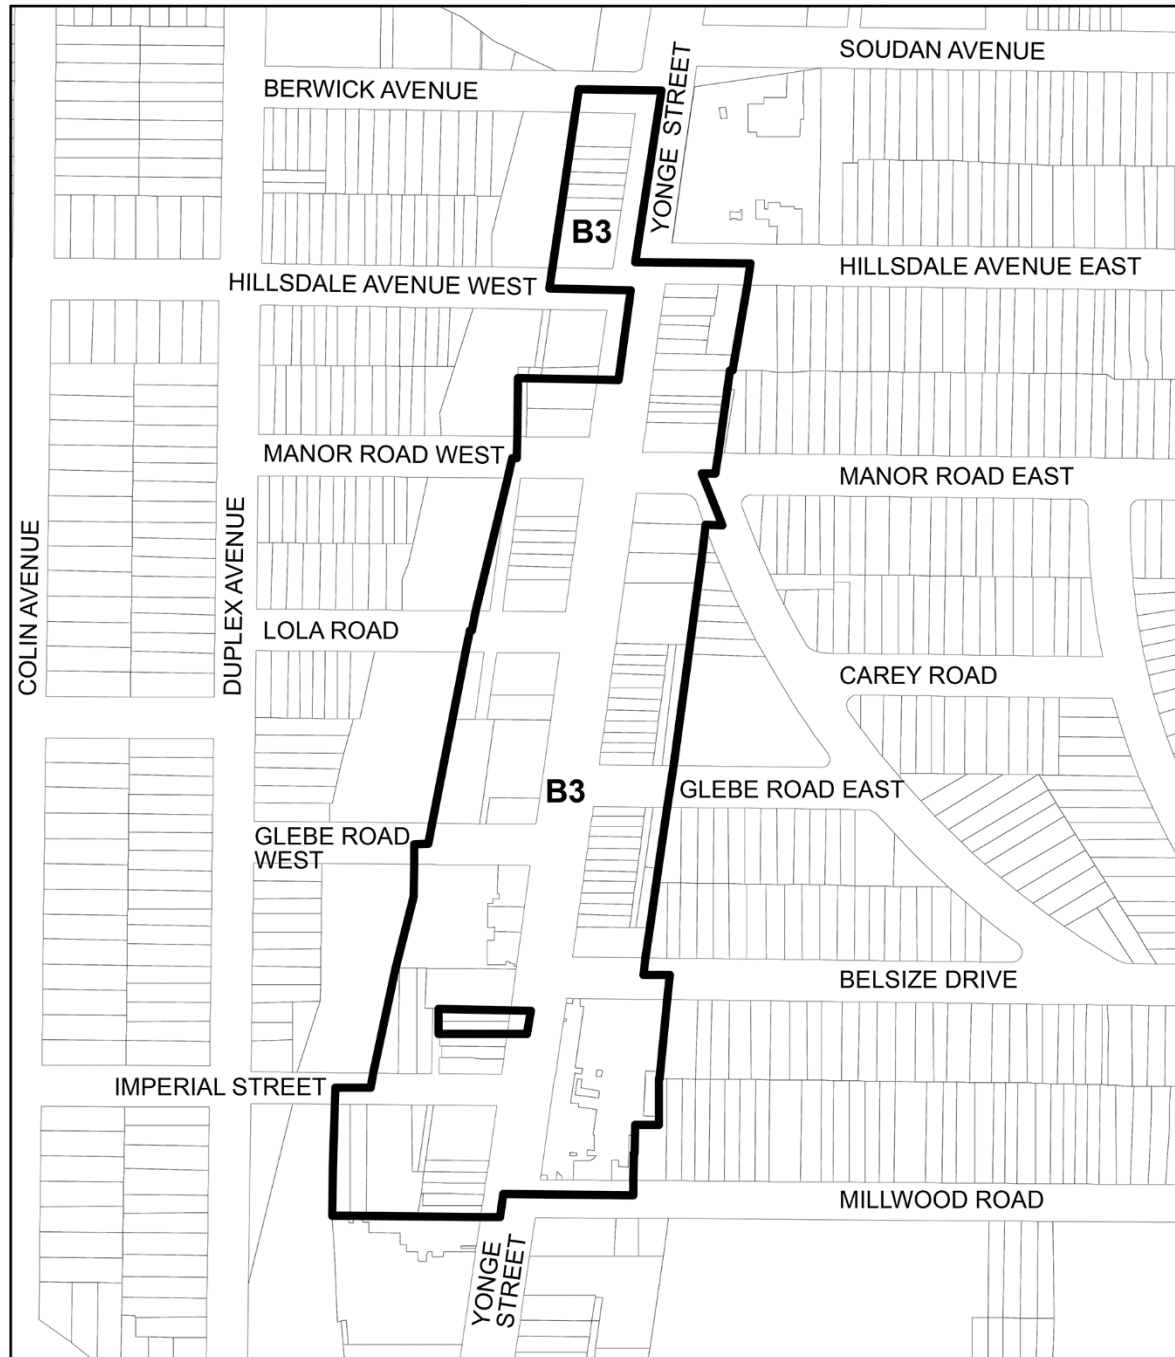 SOUDAN AVENUE
BERWICK AVENUE
YONGE STREET
B3
HILLSDALE AVENUE EAST
HILLSDALE AVENUE WEST
MANOR ROAD WEST
MANOR ROAD EAST
COLIN AVENUE
DUPLEX AVENUE
LOLA ROAD
CAREY ROAD
B3
GLEBE ROAD EAST
GLEBE ROAD
WEST
BELSIZE DRIVE
IMPERIAL STREET
MILLWOOD ROAD
YONGE
STREET